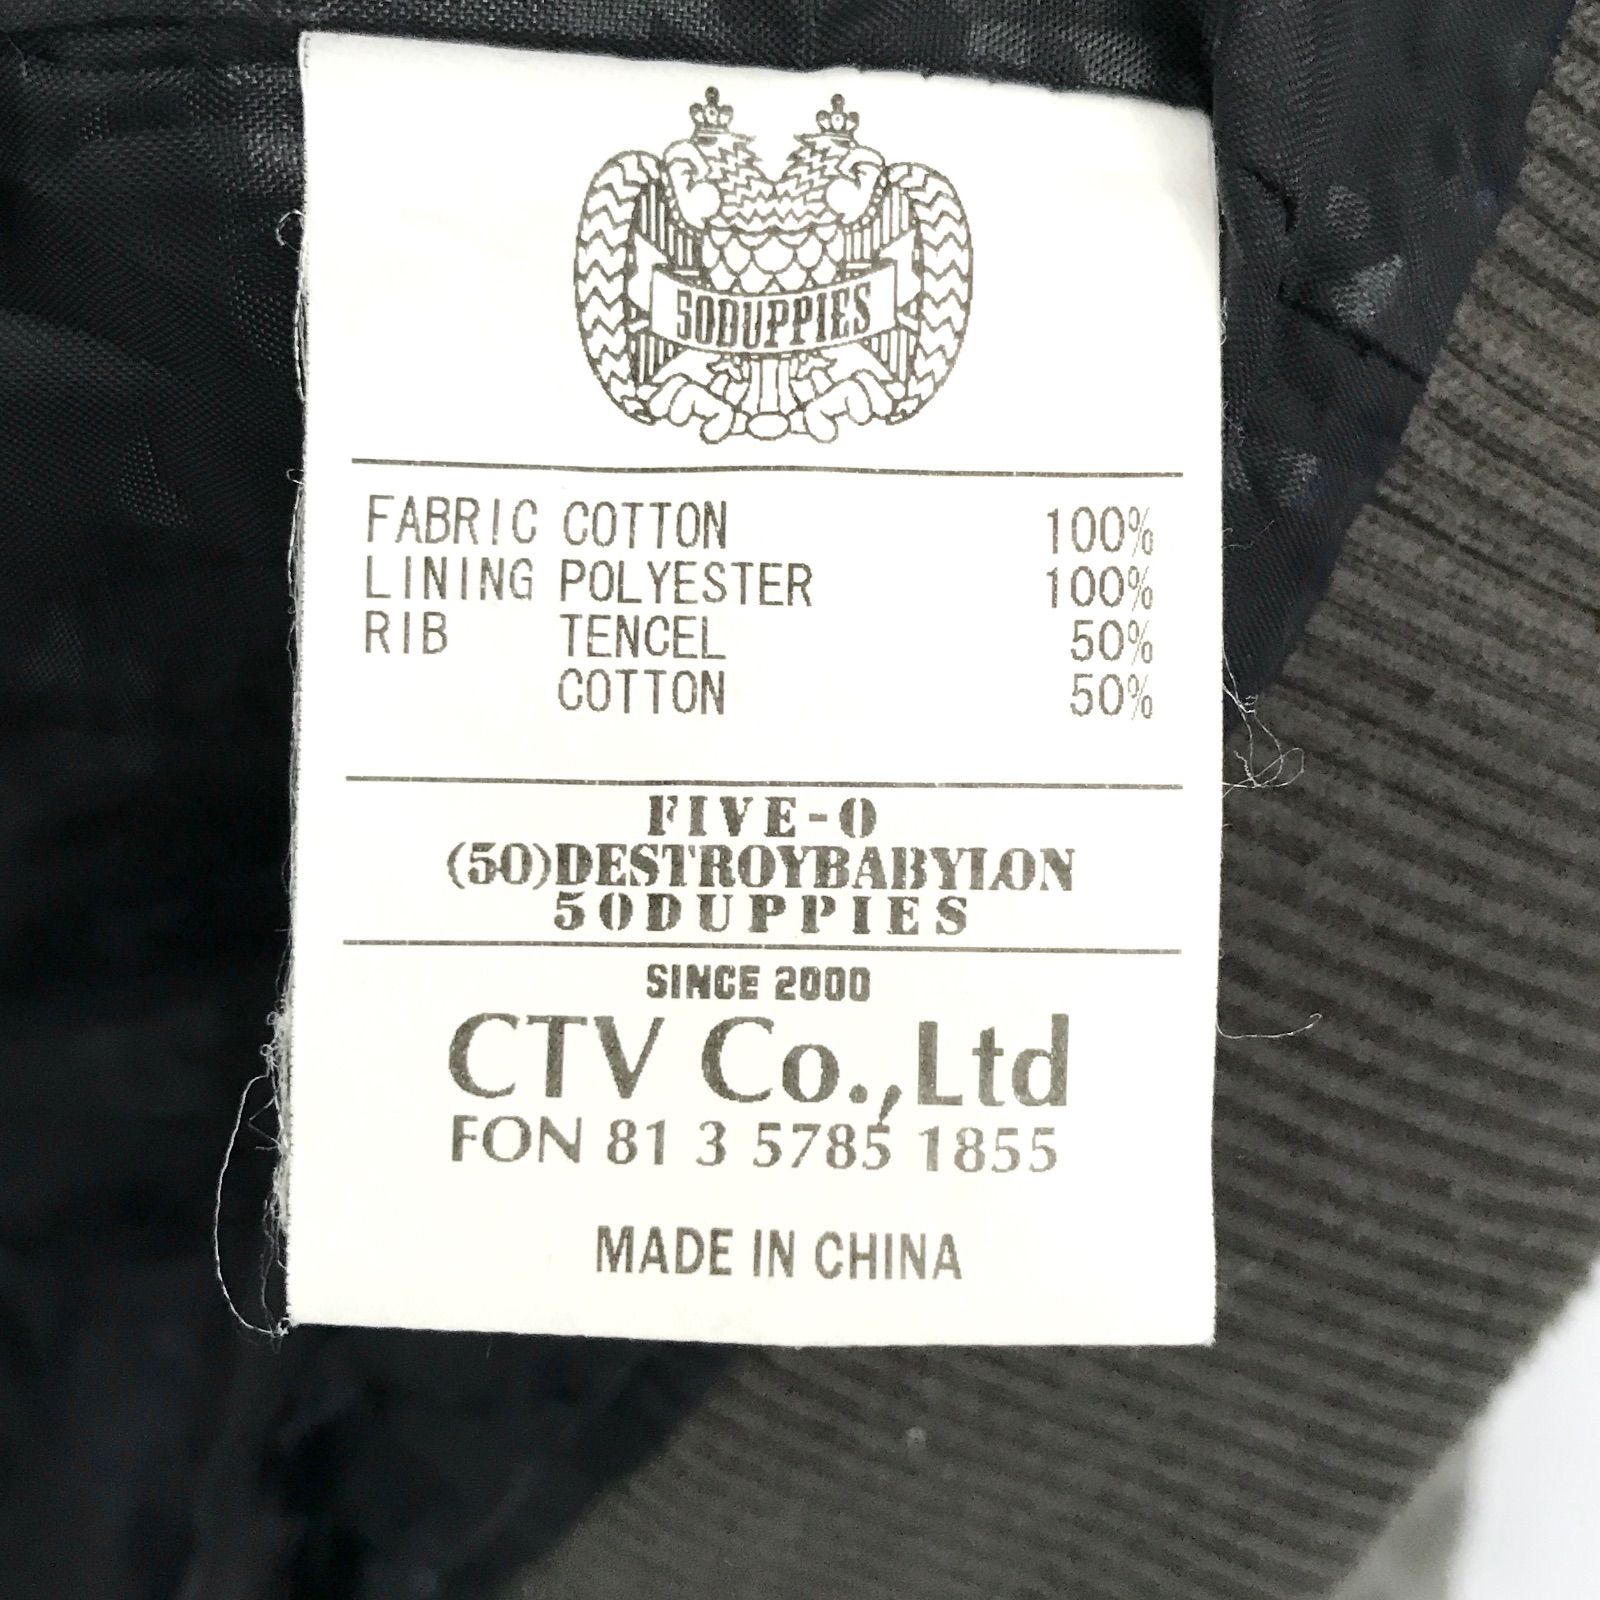 50DUPPIES
FABRIC COTTON 100%
LINING POLYESTER 100%
RIB TENCEL 50%
COTTON 50%
FIVE-O
(50)DESTROYBABYLON
50DUPPIES
SINCE 2000
CTV Co.,Ltd
FON 81 3 5785 1855
MADE IN CHINA